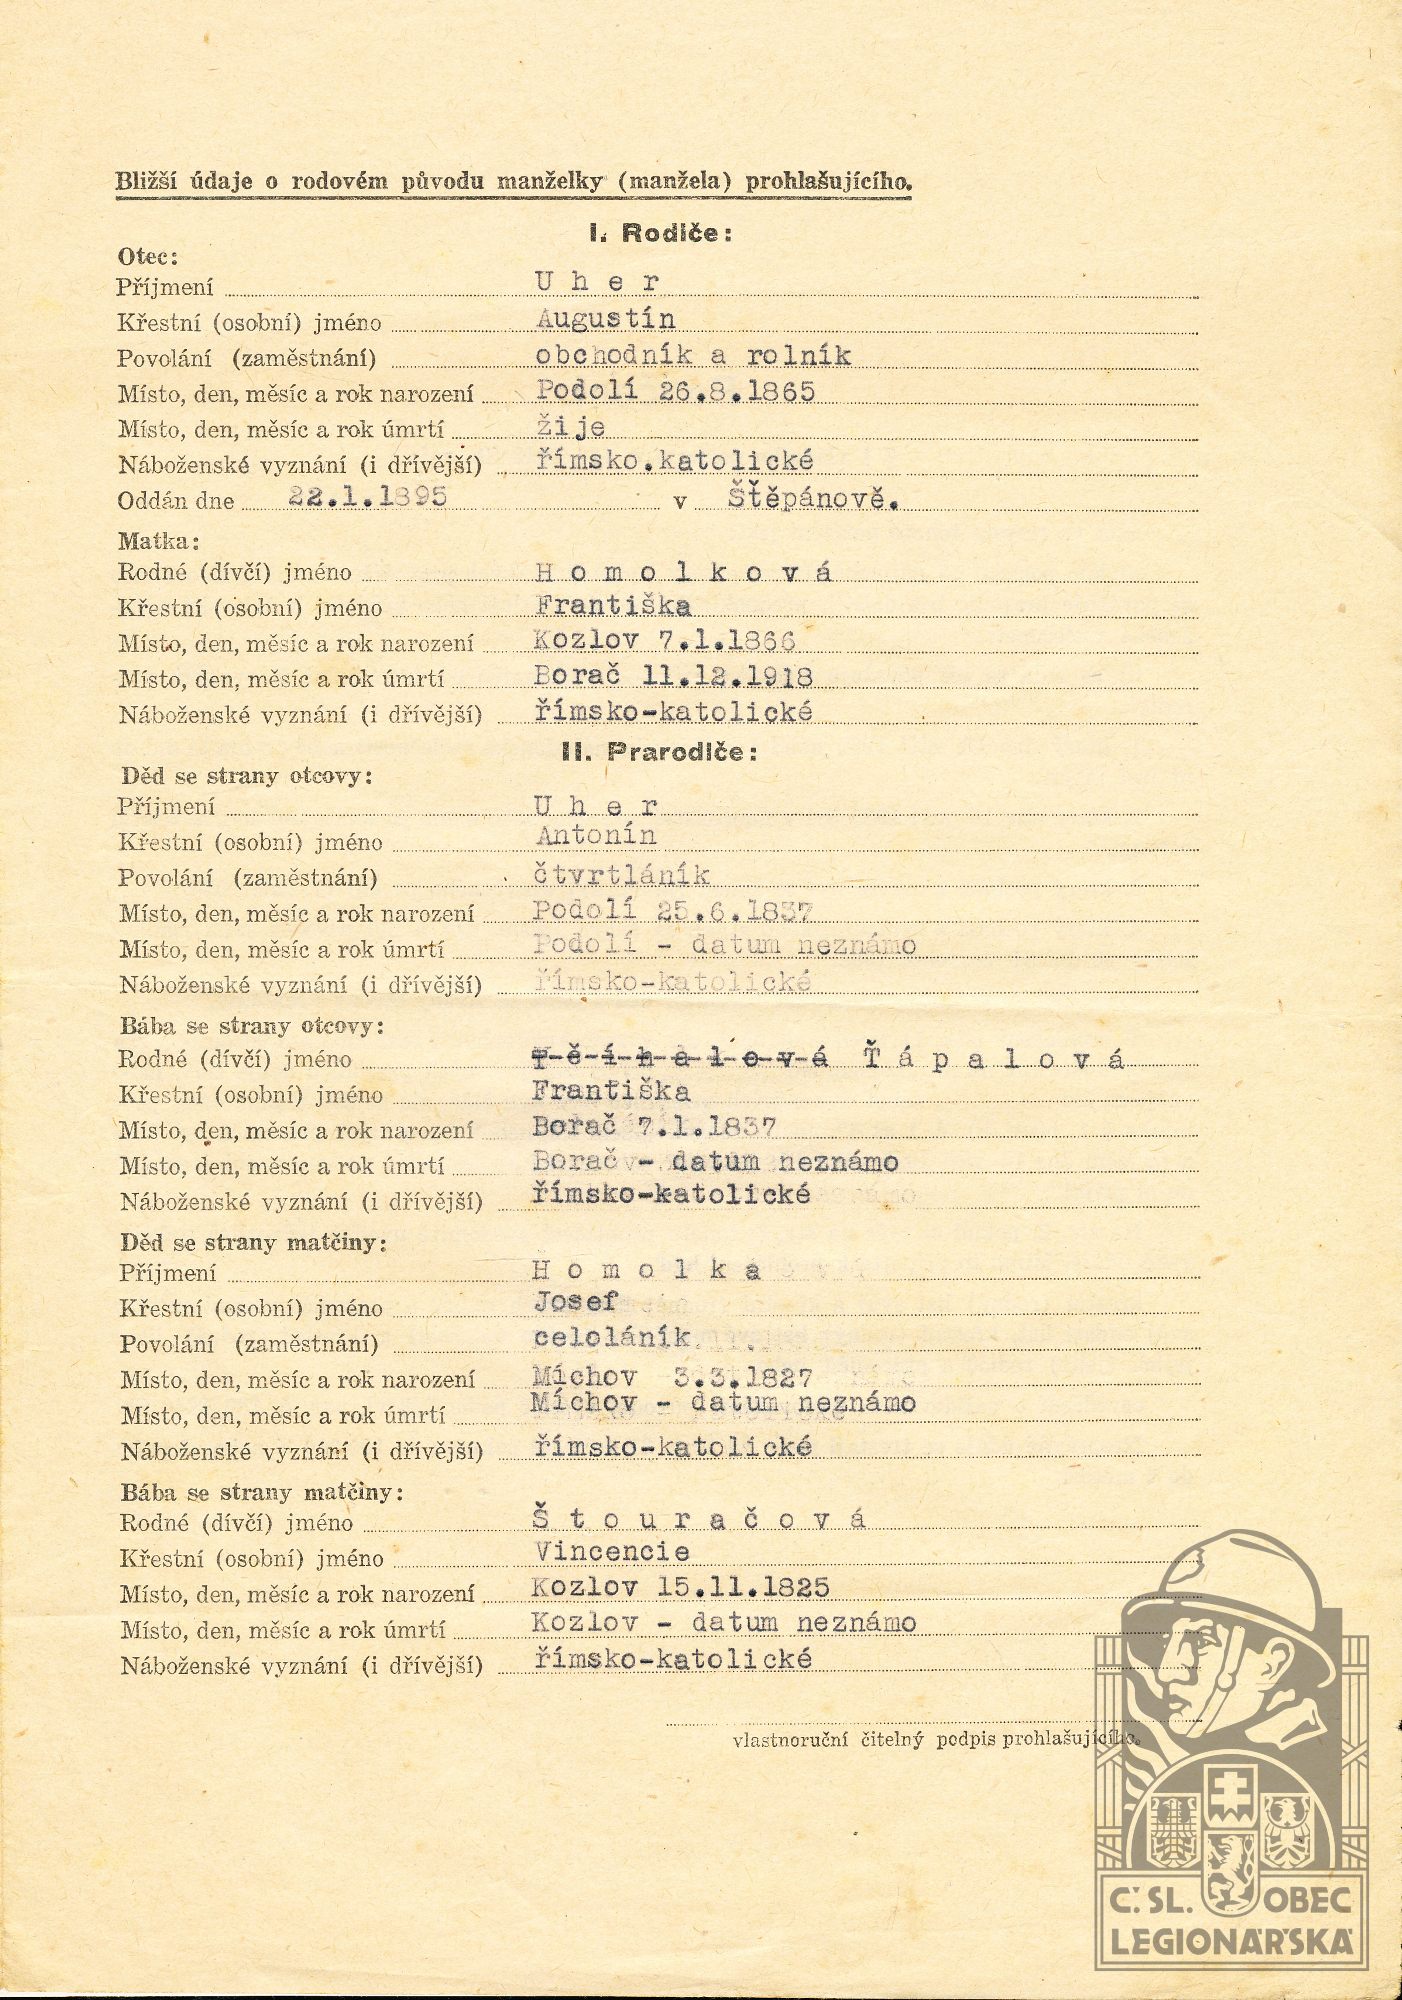 Bližší údaje o rodovém původu manželky (manžela) prohlašujícího.
I. Rodiče:
Otec:
Příjmení U h e r
Křestní (osobní) jméno Augustín
Povolání (zaměstnání) obchodník a rolník
Místo, den, měsíc a rok narození Podolí 26.8.1865
Místo, den, měsíc a rok úmrtí žije
Náboženské vyznání (i dřívější) římsko.katolické
Oddán dne 22.1.1895 v Šťěpánově.
Matka:
Rodné (dívčí) jméno H o m o l k o v á
Křestní (osobní) jméno Františka
Místo, den, měsíc a rok narození Kozlov 7.1.1866
Místo, den, měsíc a rok úmrtí Borač 11.12.1918
Náboženské vyznání (i dřívější) římsko-katolické
II. Prarodiče:
Děd se strany otcovy:
Příjmení U h e r
Křestní (osobní) jméno Antonín
Povolání (zaměstnání) čtvrtláník
Místo, den, měsíc a rok narození Podolí 25.6.1837
Místo, den, měsíc a rok úmrtí Podolí - datum neznámo
Náboženské vyznání (i dřívější) římsko-katolické
Bába se strany otcovy:
Rodné (dívčí) jméno Ť á p a l o v á
Křestní (osobní) jméno Františka
Místo, den, měsíc a rok narození Borač 7.1.1837
Místo, den, měsíc a rok úmrtí Borač - datum neznámo
Náboženské vyznání (i dřívější) římsko-katolické
Děd se strany matčiny:
Příjmení H o m o l k a
Křestní (osobní) jméno Josef
Povolání (zaměstnání) celoláník
Místo, den, měsíc a rok narození Míchov 3.3.1827
Místo, den, měsíc a rok úmrtí Míchov - datum neznámo
Náboženské vyznání (i dřívější) římsko-katolické
Bába se strany matčiny:
Rodné (dívčí) jméno Š t o u r a č o v á
Křestní (osobní) jméno Vincencie
Místo, den, měsíc a rok narození Kozlov 15.11.1825
Místo, den, měsíc a rok úmrtí Kozlov - datum neznámo
Náboženské vyznání (i dřívější) římsko-katolické
vlastnoruční čitelný podpis prohlašujícího.
Č. SL. OBEC
LEGIONÁŘSKÁ